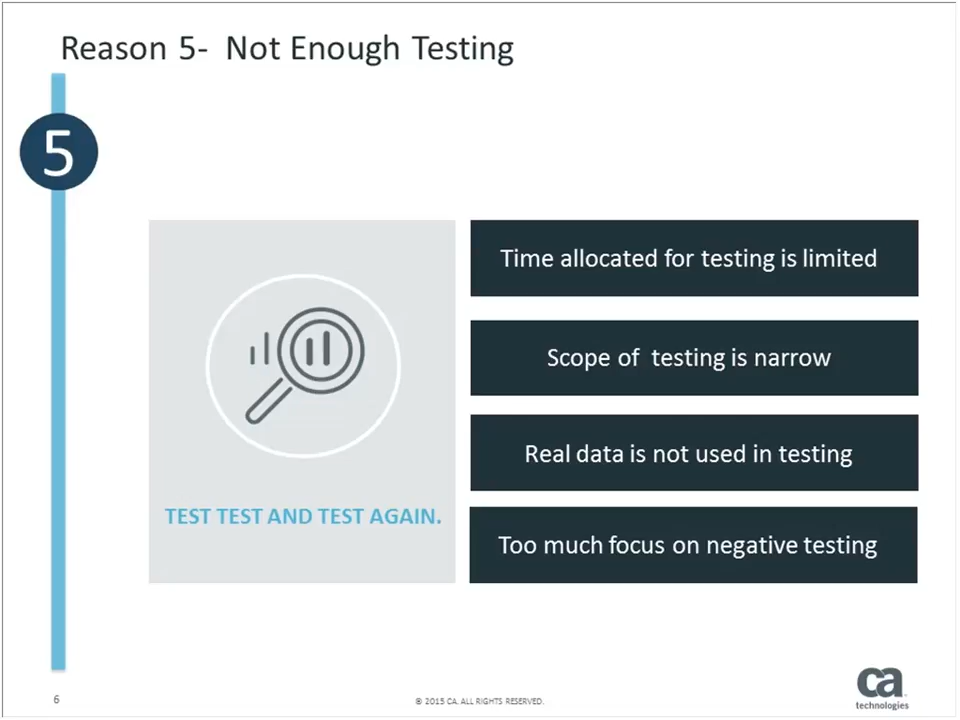 Reason 5-  Not Enough Testing
5
Time allocated for testing is limited
Scope of  testing is narrow
Real data is not used in testing
TEST TEST AND TEST AGAIN.
Too much focus on negative testing
6
© 2015 CA. ALL RIGHTS RESERVED.
ca
technologies